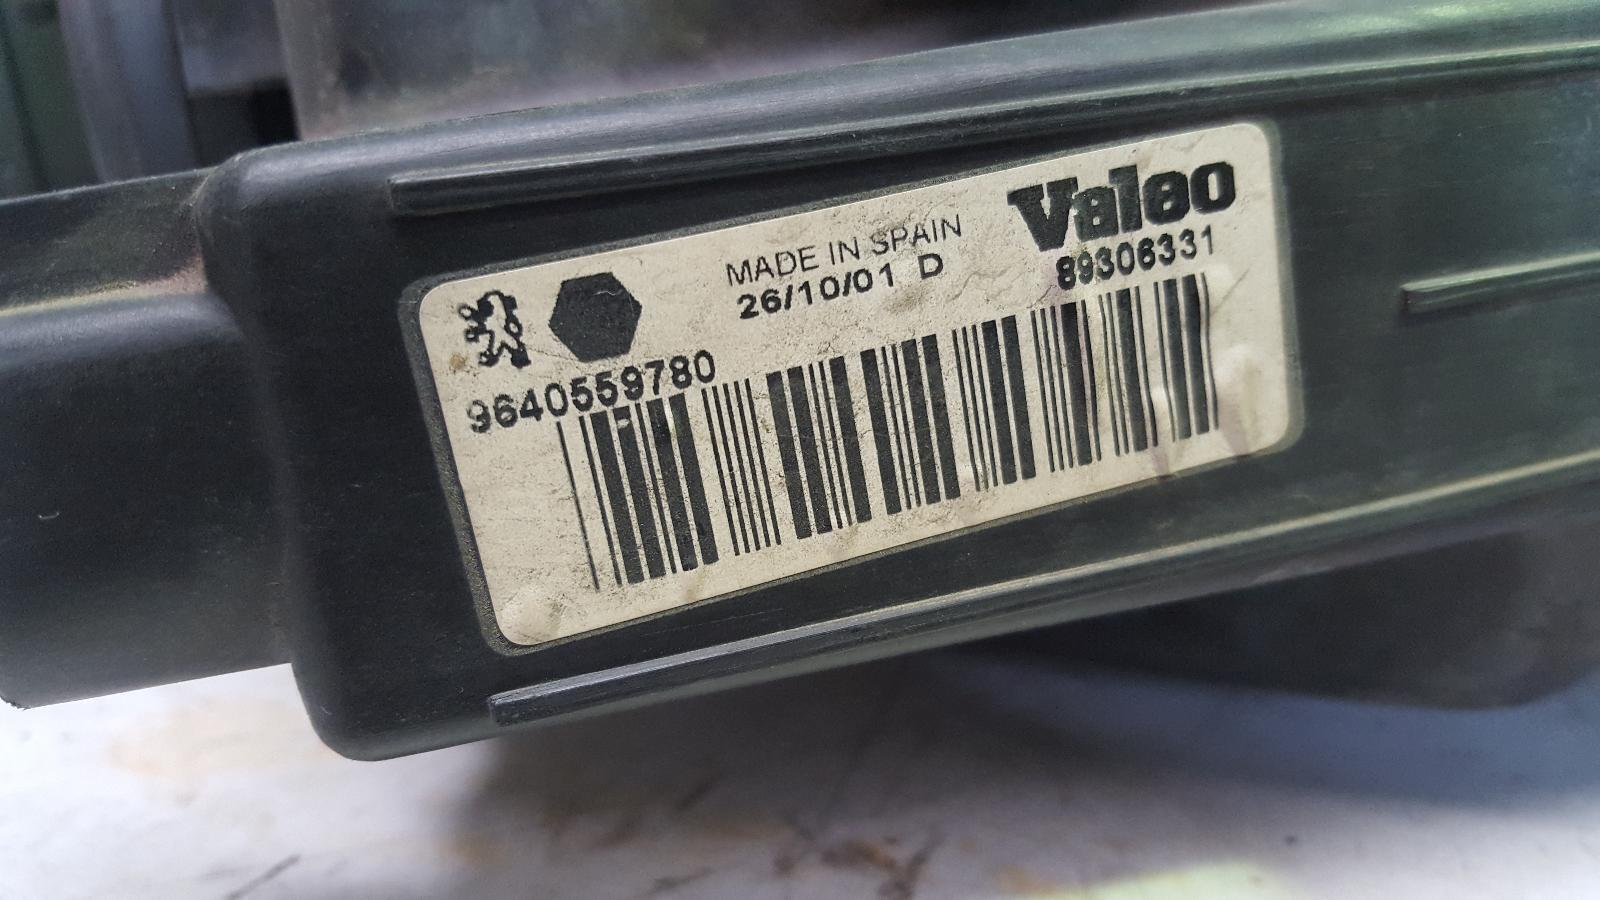 MADE IN SPAIN
26/10/01 D
Valeo
89306331
9640559780